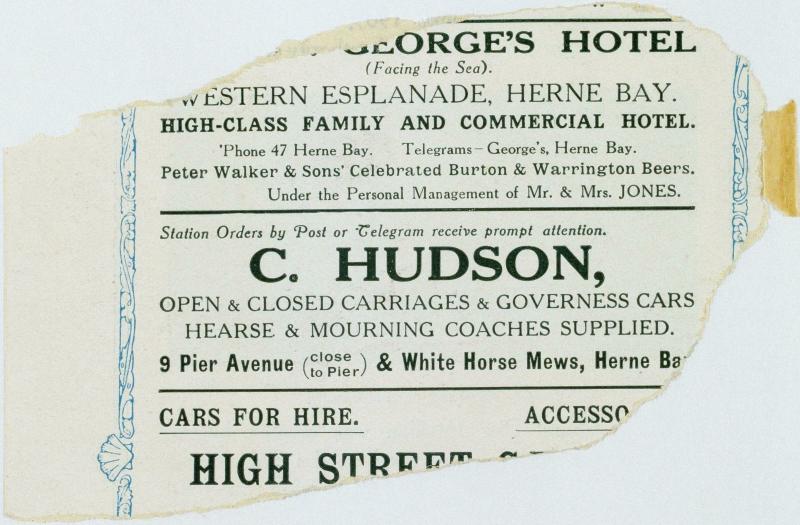 GEORGE'S HOTEL
(Facing the Sea).
WESTERN ESPLANADE, HERNE BAY.
HIGH-CLASS FAMILY AND COMMERCIAL HOTEL.
'Phone 47 Herne Bay. Telegrams—George's, Herne Bay.
Peter Walker & Sons' Celebrated Burton & Warrington Beers.
Under the Personal Management of Mr. & Mrs. JONES.
Station Orders by Post or Telegram receive prompt attention.
C. HUDSON,
OPEN & CLOSED CARRIAGES & GOVERNESS CARS
HEARSE & MOURNING COACHES SUPPLIED.
9 Pier Avenue (close to Pier) & White Horse Mews, Herne Ba
CARS FOR HIRE. ACCESSO
HIGH STREET